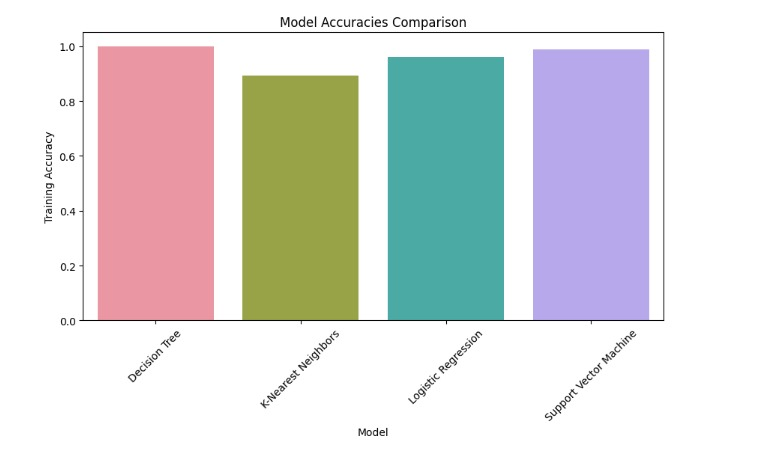 Model Accuracies Comparison
Training Accuracy
1.0
0.8
0.6
0.4
0.2
0.0
Decision Tree
K-Nearest Neighbors
Logistic Regression
Support Vector Machine
Model